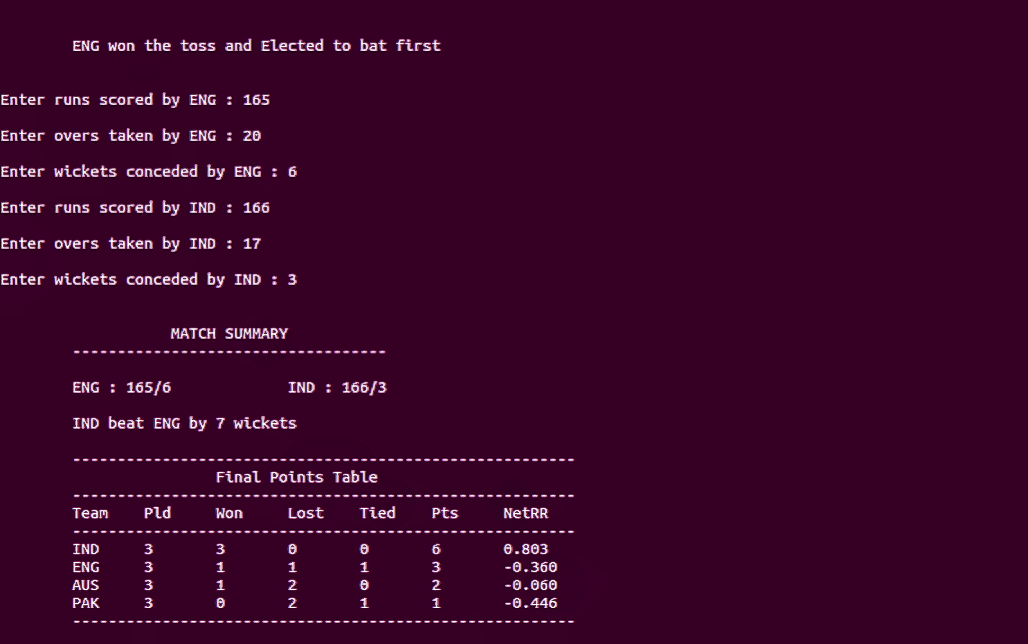 ENG won the toss and Elected to bat first
Enter runs scored by ENG : 165
Enter overs taken by ENG : 20
Enter wickets conceded by ENG : 6
Enter runs scored by IND : 166
Enter overs taken by IND : 17
Enter wickets conceded by IND : 3
MATCH SUMMARY
-----------------------------------
ENG : 165/6 IND : 166/3
IND beat ENG by 7 wickets
--------------------------------------------------------
Final Points Table
--------------------------------------------------------
Team Pld Won Lost Tied Pts NetRR
--------------------------------------------------------
IND 3 3 0 0 6 0.803
ENG 3 1 1 1 3 -0.360
AUS 3 1 2 0 2 -0.060
PAK 3 0 2 1 1 -0.446
--------------------------------------------------------